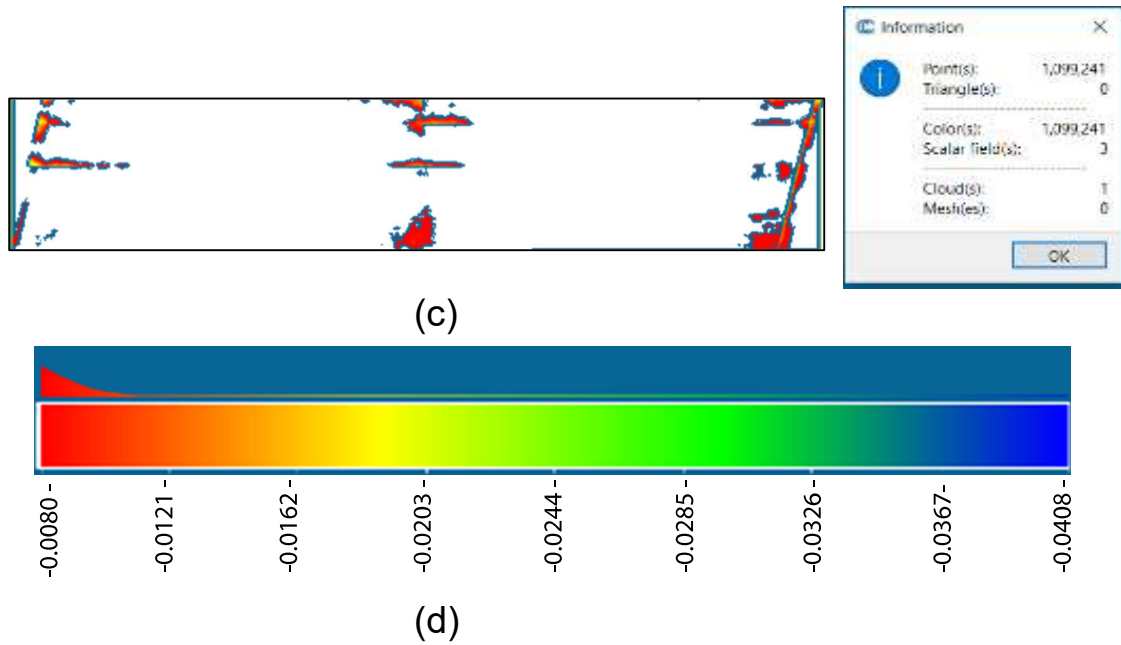 Information
Point(s): 1,099,241
Triangle(s): 0
Color(s): 1,099,241
Scalar field(s): 3
Cloud(s): 1
Mesh(es): 0
OK
(c)
-0.0080 -
-0.0121 -
-0.0162 -
-0.0203 -
-0.0244 -
-0.0285 -
-0.0326 -
-0.0367-
-0.0408 -
(d)